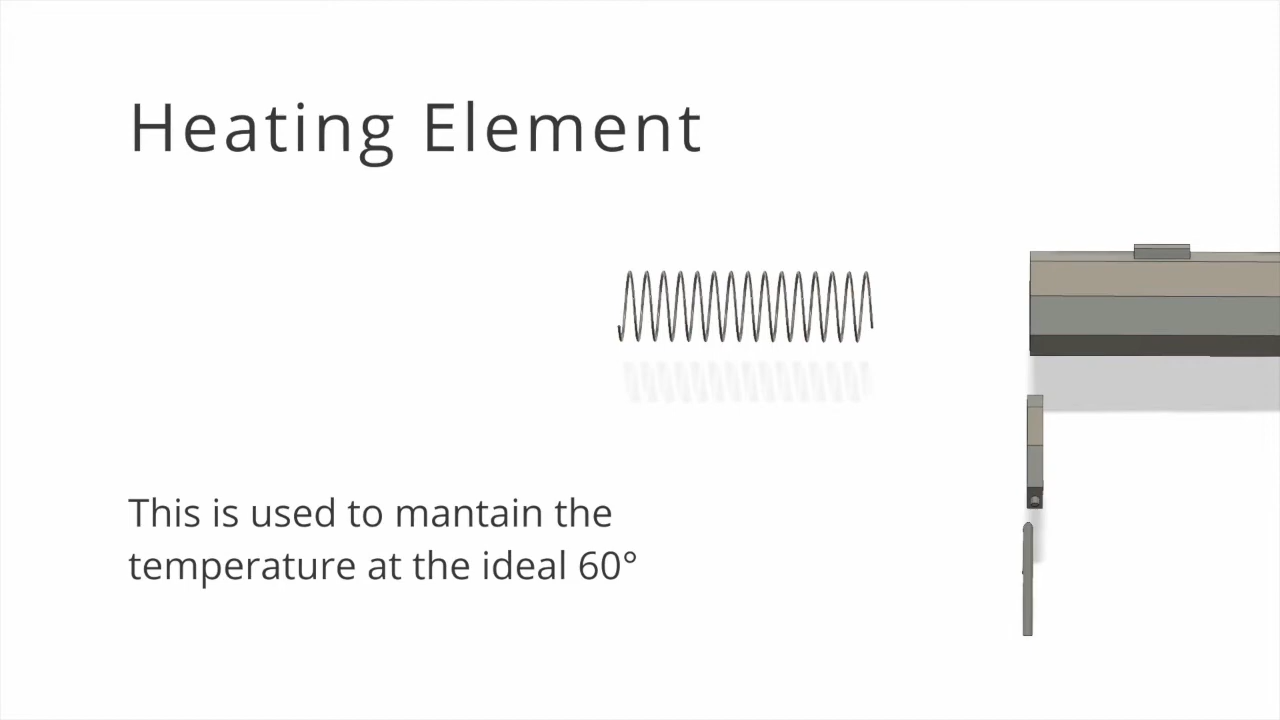 Heating Element
This is used to mantain the
temperature at the ideal 60°